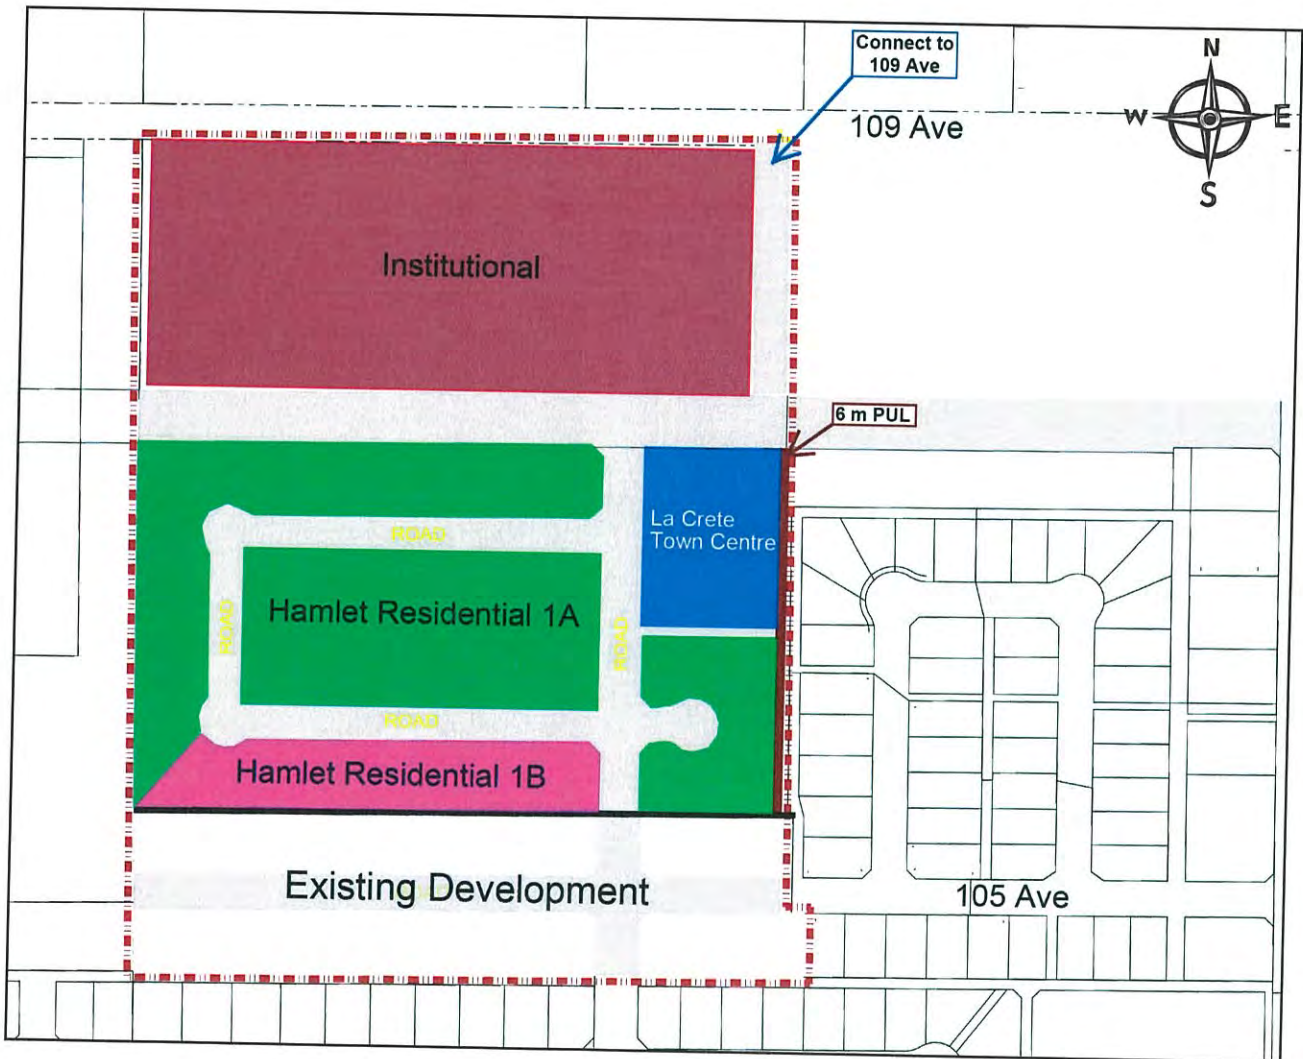 Connect to
109 Ave
N
W
E
S
109 Ave
Institutional
6 m PUL
La Crete
Town Centre
ROAD
Hamlet Residential 1A
ROAD
ROAD
ROAD
Hamlet Residential 1B
Existing Development
105 Ave